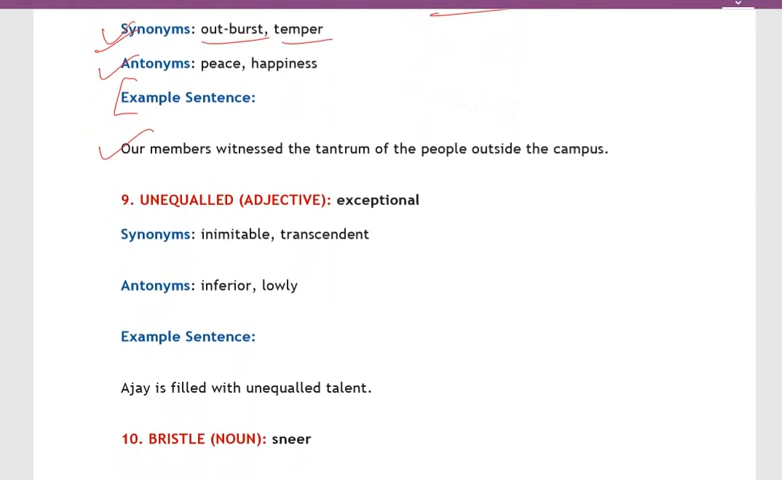 Synonyms: out-burst, temper
Antonyms: peace, happiness
Example Sentence:
Our members witnessed the tantrum of the people outside the campus.
9. UNEQUALLED (ADJECTIVE): exceptional
Synonyms: inimitable, transcendent
Antonyms: inferior, lowly
Example Sentence:
Ajay is filled with unequalled talent.
10. BRISTLE (NOUN): sneer